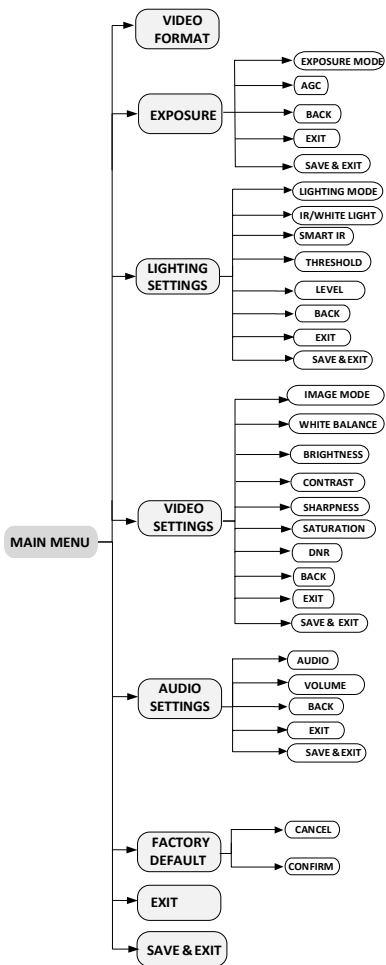 MAIN MENU
VIDEO
FORMAT
EXPOSURE
EXPOSURE MODE
AGC
BACK
EXIT
SAVE & EXIT
LIGHTING
SETTINGS
LIGHTING MODE
IR/WHITE LIGHT
SMART IR
THRESHOLD
LEVEL
BACK
EXIT
SAVE & EXIT
VIDEO
SETTINGS
IMAGE MODE
WHITE BALANCE
BRIGHTNESS
CONTRAST
SHARPNESS
SATURATION
DNR
BACK
EXIT
SAVE & EXIT
AUDIO
SETTINGS
AUDIO
VOLUME
BACK
EXIT
SAVE & EXIT
FACTORY
DEFAULT
CANCEL
CONFIRM
EXIT
SAVE & EXIT